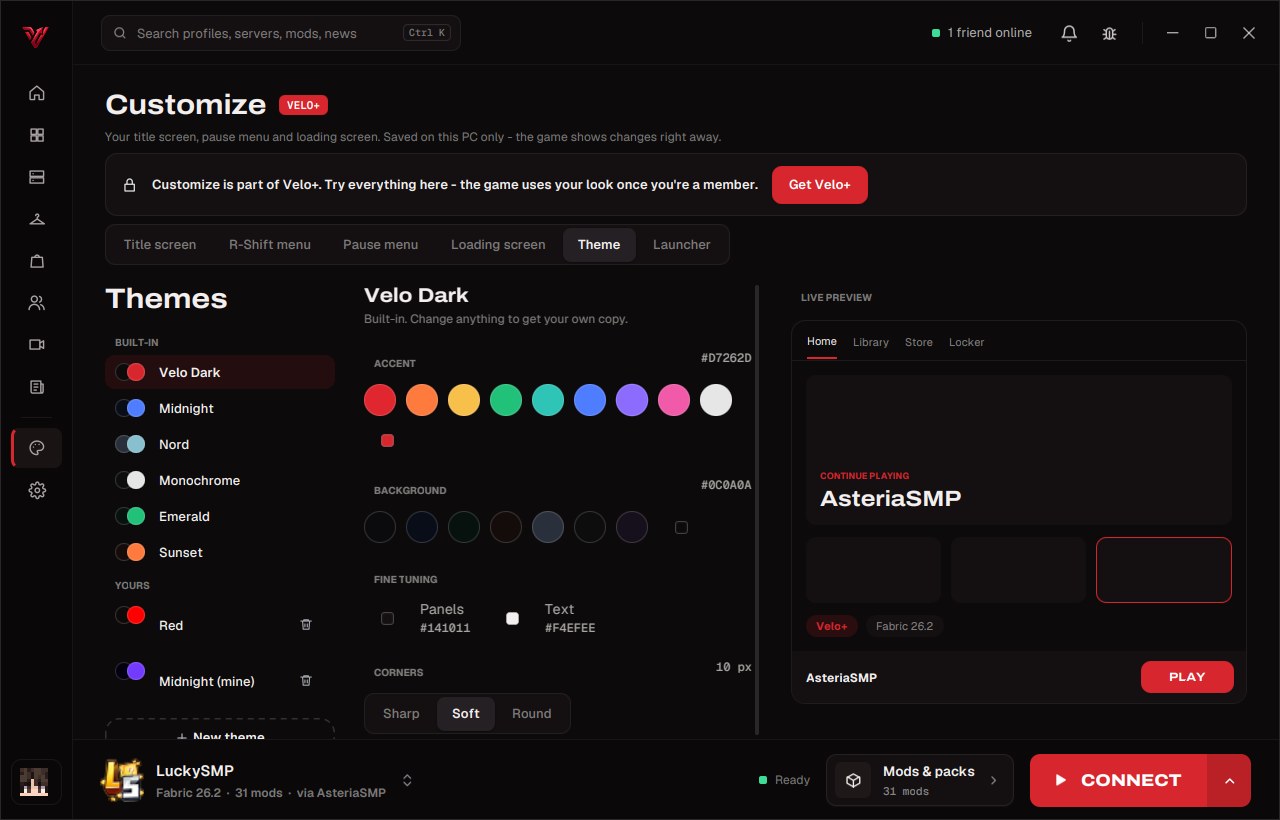 Search profiles, servers, mods, news
Ctrl K
1 friend online
Customize
VELO+
Your title screen, pause menu and loading screen. Saved on this PC only - the game shows changes right away.
Customize is part of Velo+. Try everything here - the game uses your look once you're a member.
Get Velo+
Title screen
R-Shift menu
Pause menu
Loading screen
Theme
Launcher
Themes
BUILT-IN
Velo Dark
Midnight
Nord
Monochrome
Emerald
Sunset
YOURS
Red
Midnight (mine)
+ New theme
Velo Dark
Built-in. Change anything to get your own copy.
ACCENT
#D7262D
BACKGROUND
#0C0A0A
FINE TUNING
Panels
#141011
Text
#F4EFEE
CORNERS
10 px
Sharp
Soft
Round
LIVE PREVIEW
Home
Library
Store
Locker
CONTINUE PLAYING
AsteriaSMP
Velo+
Fabric 26.2
AsteriaSMP
PLAY
LS
LuckySMP
Fabric 26.2 · 31 mods · via AsteriaSMP
Ready
Mods & packs
31 mods
CONNECT